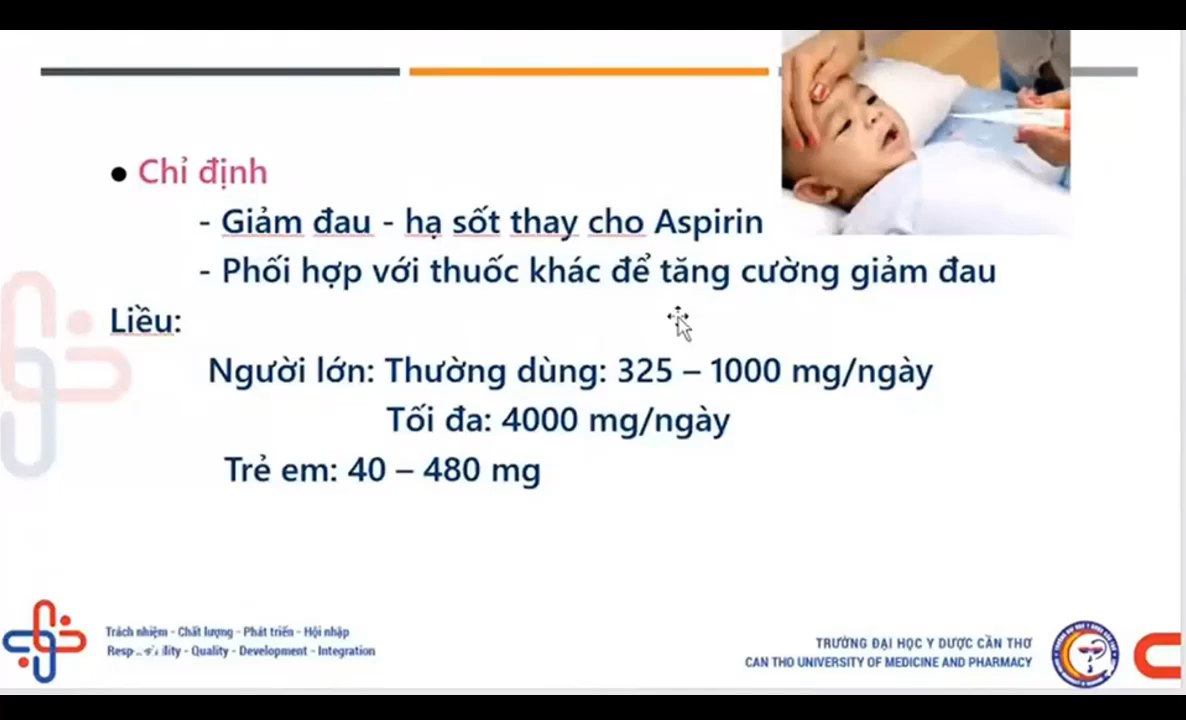 ● Chỉ định
- Giảm đau - hạ sốt thay cho Aspirin
- Phối hợp với thuốc khác để tăng cường giảm đau
Liều:
Người lớn: Thường dùng: 325 – 1000 mg/ngày
Tối đa: 4000 mg/ngày
Trẻ em: 40 – 480 mg
Trách nhiệm - Chất lượng - Phát triển - Hội nhập
- Quality - Development - Integration
TRƯỜNG ĐẠI HỌC Y DƯỢC CẦN THƠ
CAN THO UNIVERSITY OF MEDICINE AND PHARMACY